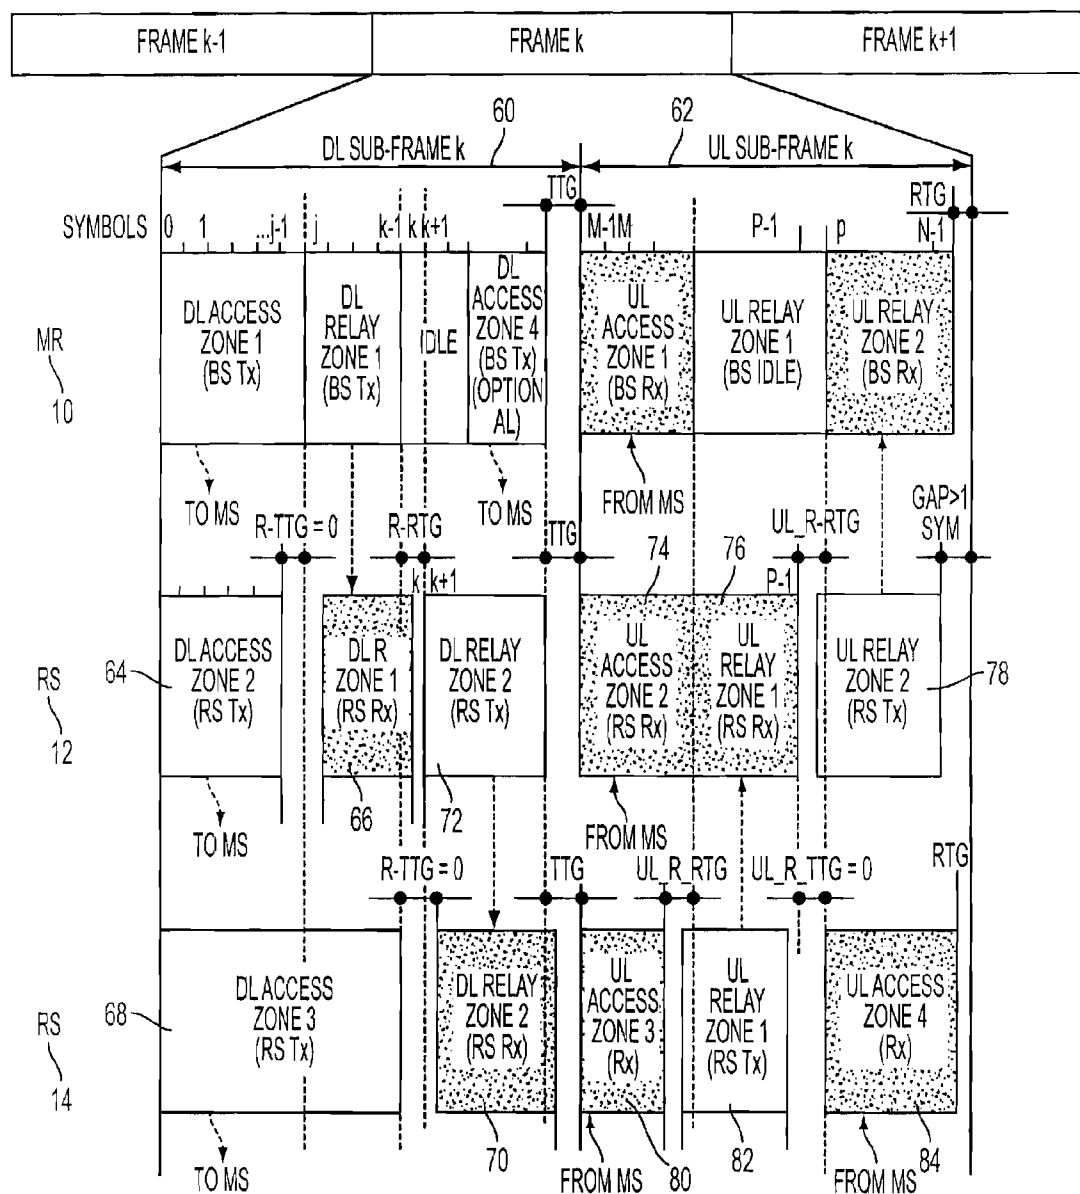 FRAME k-1
FRAME k
FRAME k+1
60
62
DL SUB-FRAME k
UL SUB-FRAME k
TTG
RTG
SYMBOLS
0
1
...j-1
j
k-1
k
k+1
M-1M
P-1
p
N-1
MR
10
DL ACCESS
ZONE 1
(BS Tx)
DL
RELAY
ZONE 1
(BS Tx)
IDLE
DL
ACCESS
ZONE 4
(BS Tx)
(OPTION
AL)
UL
ACCESS
ZONE 1
(BS Rx)
UL RELAY
ZONE 1
(BS IDLE)
UL RELAY
ZONE 2
(BS Rx)
TO MS
TO MS
FROM MS
R-TTG = 0
R-RTG
TTG
74
76
UL_R-RTG
GAP>1
SYM
k
k+1
P-1
RS
12
64
DL ACCESS
ZONE 2
(RS Tx)
DL R
ZONE 1
(RS Rx)
66
DL RELAY
ZONE 2
(RS Tx)
72
UL
ACCESS
ZONE 2
(RS Rx)
UL
RELAY
ZONE 1
(RS Rx)
UL RELAY
ZONE 2
(RS Tx)
78
TO MS
FROM MS
R-TTG = 0
TTG
UL_R_RTG
UL_R_TTG = 0
RTG
RS
14
68
DL ACCESS
ZONE 3
(RS Tx)
DL RELAY
ZONE 2
(RS Rx)
70
UL
ACCESS
ZONE 3
(Rx)
80
UL
RELAY
ZONE 1
(RS Tx)
82
UL ACCESS
ZONE 4
(Rx)
84
TO MS
FROM MS
FROM MS